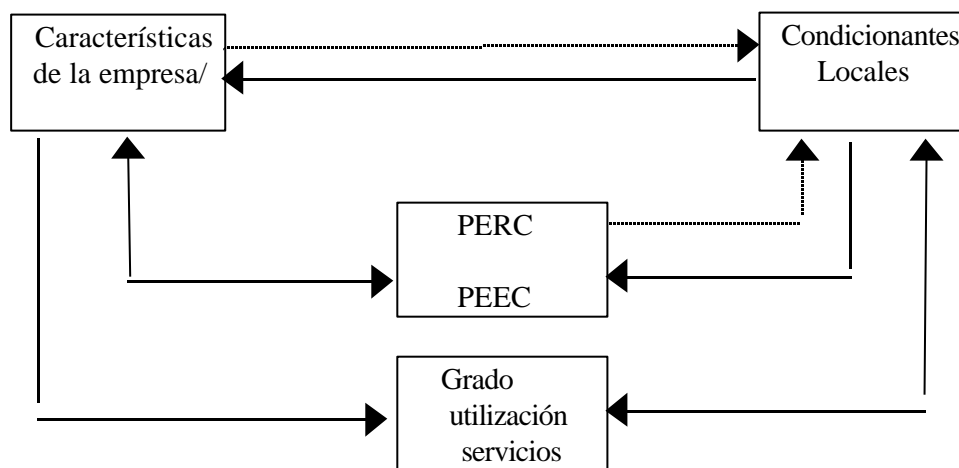 Características
de la empresa/
Condicionantes
Locales
PERC
PEEC
Grado
utilización
servicios